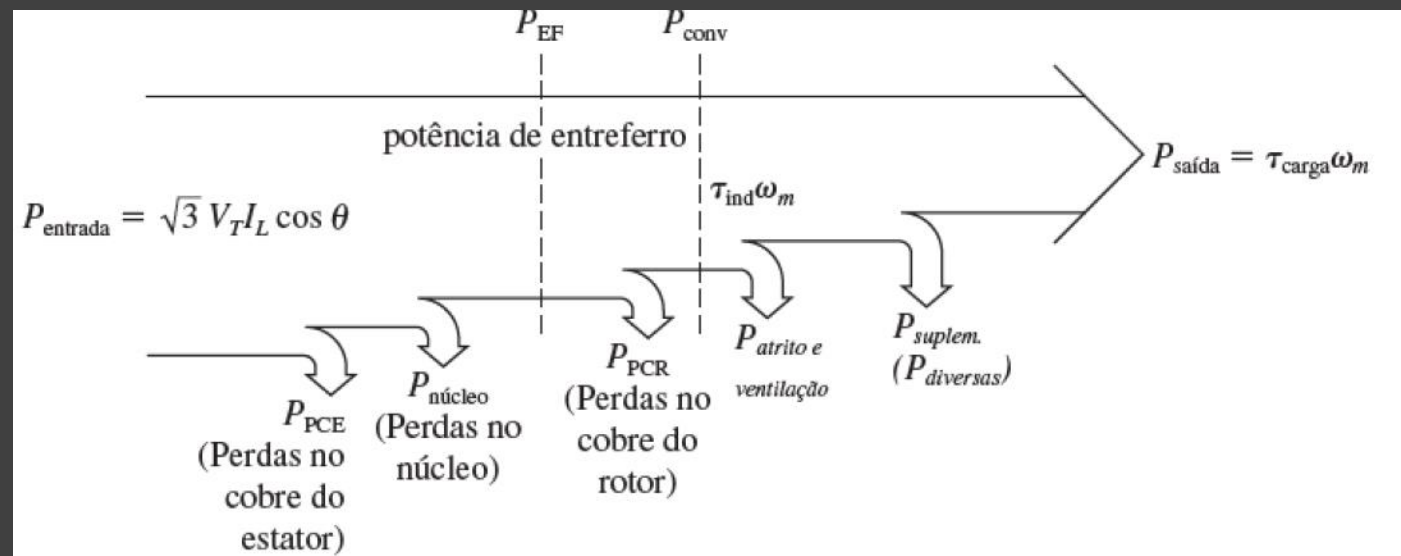 P_EF
P_conv
potência de entreferro
P_saída = τ_carga ω_m
τ_ind ω_m
P_entrada = √3 V_T I_L cos θ
P_PCE
(Perdas no
cobre do
estator)
P_núcleo
(Perdas no
núcleo)
P_PCR
(Perdas no
cobre do
rotor)
P_atrito e
ventilação
P_suplem.
(P_diversas)